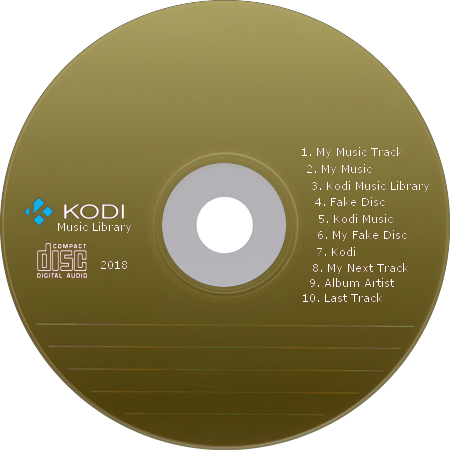 KODI
Music Library
COMPACT
disc
DIGITAL AUDIO
2018
1. My Music Track
2. My Music
3. Kodi Music Library
4. Fake Disc
5. Kodi Music
6. My Fake Disc
7. Kodi
8. My Next Track
9. Album Artist
10. Last Track